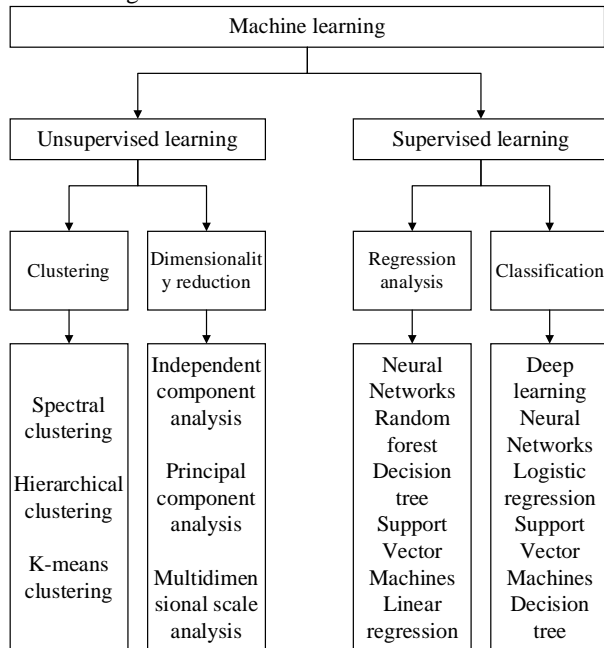 Machine learning
Unsupervised learning
Supervised learning
Clustering
Dimensionalit
y reduction
Regression
analysis
Classification
Spectral
clustering
Hierarchical
clustering
K-means
clustering
Independent
component
analysis
Principal
component
analysis
Multidimen
sional scale
analysis
Neural
Networks
Random
forest
Decision
tree
Support
Vector
Machines
Linear
regression
Deep
learning
Neural
Networks
Logistic
regression
Support
Vector
Machines
Decision
tree